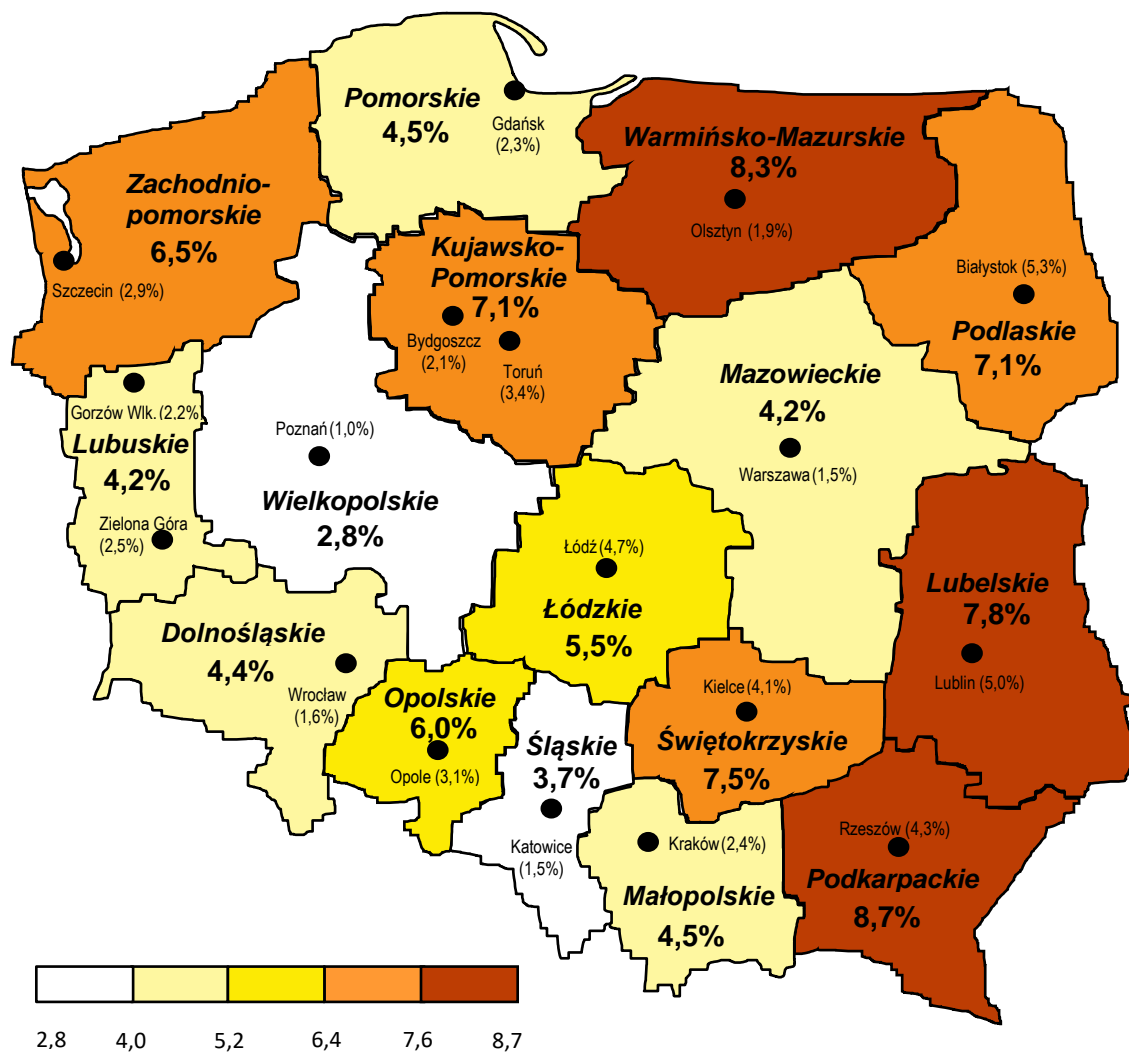 Pomorskie
4,5%
Gdańsk
(2,3%)
Warmińsko-Mazurskie
8,3%
Olsztyn (1,9%)
Zachodnio-
pomorskie
6,5%
Szczecin (2,9%)
Kujawsko-
Pomorskie
7,1%
Bydgoszcz
(2,1%)
Toruń
(3,4%)
Białystok (5,3%)
Podlaskie
7,1%
Mazowieckie
4,2%
Warszawa (1,5%)
Gorzów Wlk. (2,2%
Lubuskie
4,2%
Zielona Góra
(2,5%)
Poznań (1,0%)
Wielkopolskie
2,8%
Łódź (4,7%)
Łódzkie
5,5%
Lubelskie
7,8%
Lublin (5,0%)
Dolnośląskie
4,4%
Wrocław
(1,6%)
Opolskie
6,0%
Opole (3,1%)
Śląskie
3,7%
Katowice
(1,5%)
Kielce (4,1%)
Świętokrzyskie
7,5%
Kraków (2,4%)
Małopolskie
4,5%
Rzeszów (4,3%)
Podkarpackie
8,7%
2,8 4,0 5,2 6,4 7,6 8,7